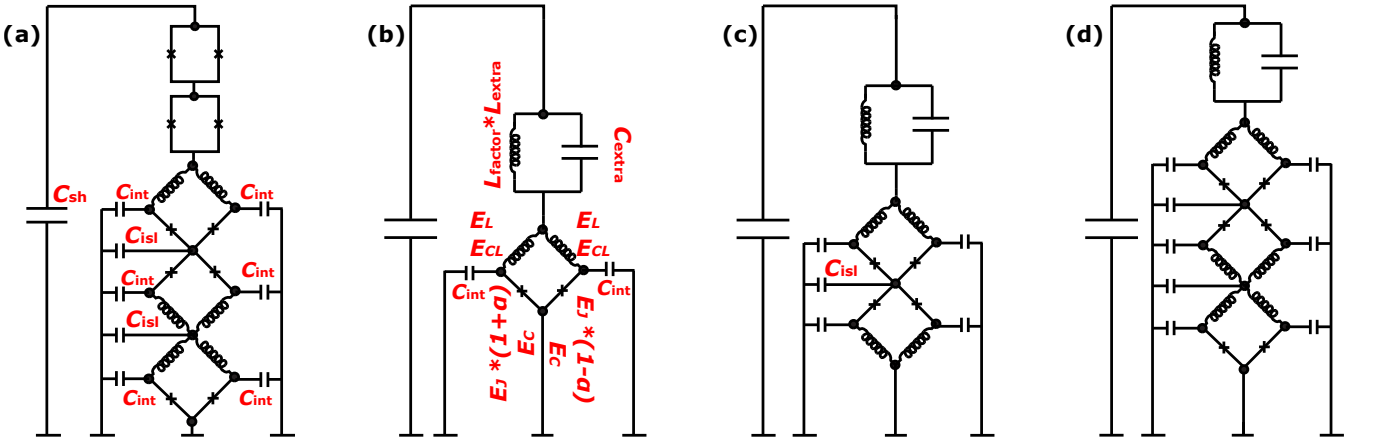 (a)
Csh
Cint
Cint
Cisl
Cint
Cint
Cisl
Cint
Cint
(b)
Lfactor*Lextra
Cextra
EL
EL
ECL
ECL
Cint
Cint
EJ *(1+a)
EC
EC
EJ *(1-a)
(c)
Cisl
(d)